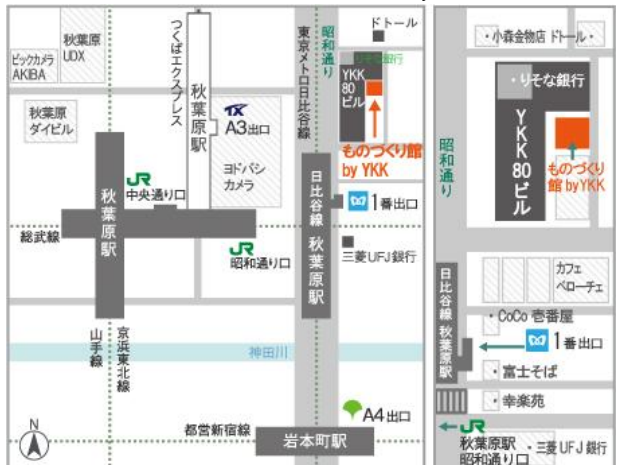 ドトール
秋葉原
UDX
ビックカメラ
AKIBA
つくばエクスプレス
秋葉原駅
東京メトロ日比谷線
昭和通り
りそな銀行
YKK
80
ビル
秋葉原
ダイビル
TX
A3出口
ヨドバシ
カメラ
ものづくり館
by YKK
JR
中央通り口
秋葉原駅
日比谷線 秋葉原駅
1番出口
総武線
JR
昭和通り口
三菱UFJ銀行
山手線
京浜東北線
神田川
N
都営新宿線
A4出口
岩本町駅
・小森金物店 ドトール・
・りそな銀行
YKK80ビル
昭和通り
ものづくり
館 by YKK
カフェ
ベローチェ
日比谷線 秋葉原駅
・CoCo 壱番屋
1番出口
・富士そば
・幸楽苑
JR
秋葉原駅
昭和通り口
・三菱UFJ銀行